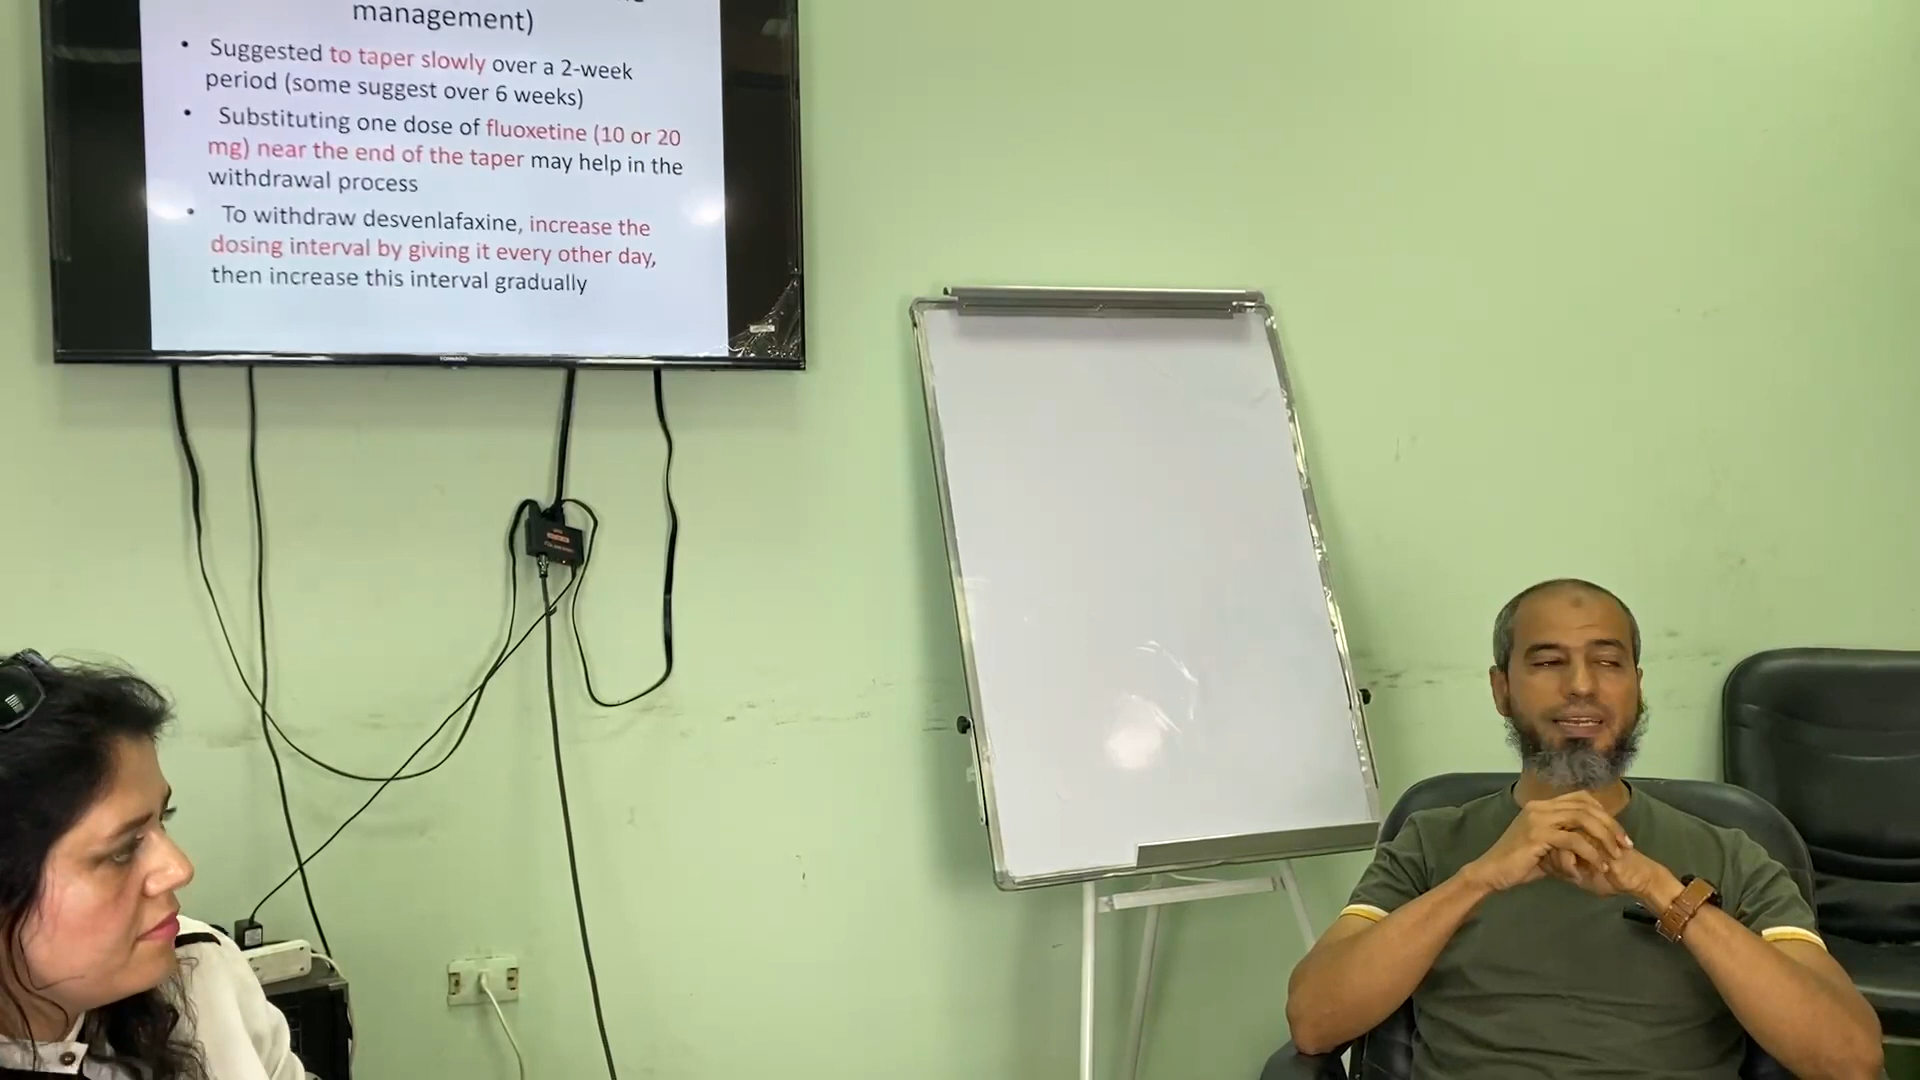 management)
• Suggested to taper slowly over a 2-week
period (some suggest over 6 weeks)
• Substituting one dose of fluoxetine (10 or 20
mg) near the end of the taper may help in the
withdrawal process
• To withdraw desvenlafaxine, increase the
dosing interval by giving it every other day,
then increase this interval gradually
TORNADO